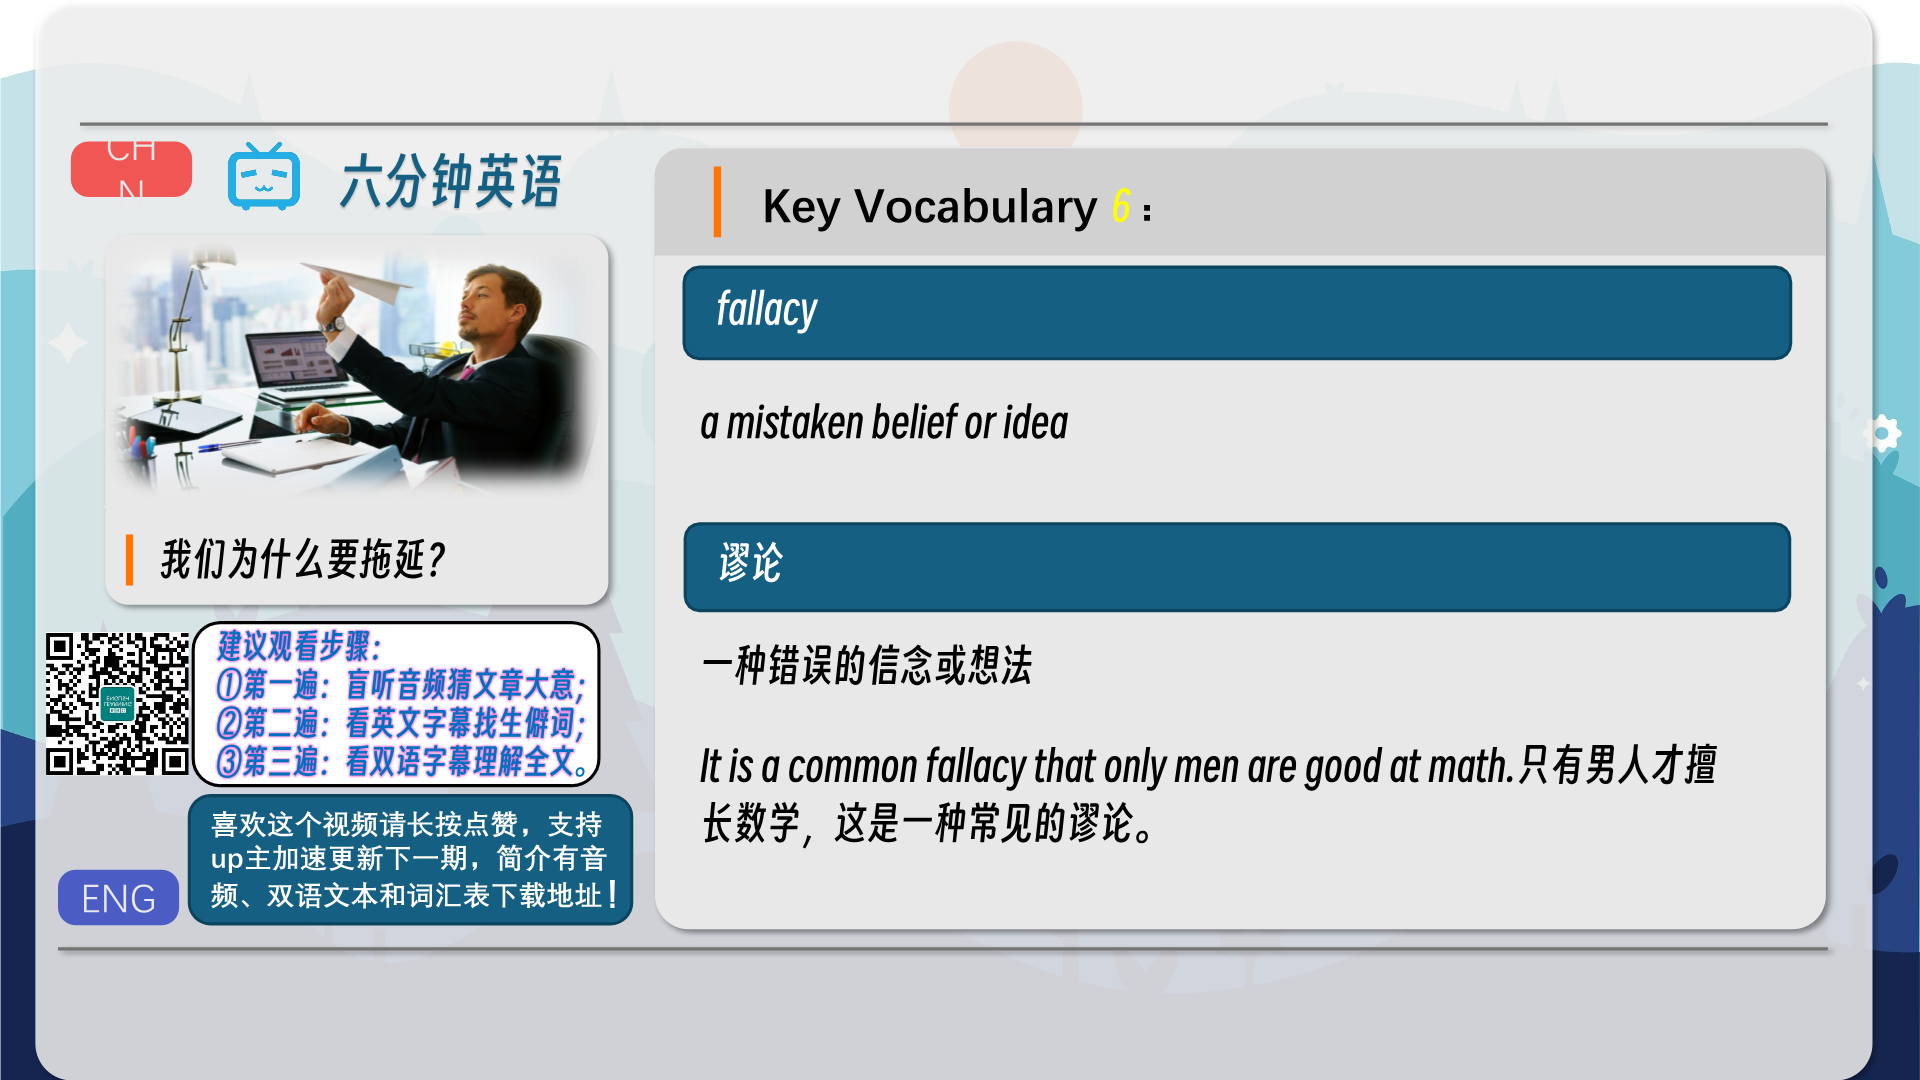 CH
N
六分钟英语
我们为什么要拖延?
建议观看步骤:
①第一遍：盲听音频猜文章大意;
②第二遍：看英文字幕找生僻词;
③第三遍：看双语字幕理解全文。
喜欢这个视频请长按点赞，支持
up主加速更新下一期，简介有音
频、双语文本和词汇表下载地址！
ENG
Key Vocabulary 6：
fallacy
a mistaken belief or idea
谬论
一种错误的信念或想法
It is a common fallacy that only men are good at math.只有男人才擅
长数学，这是一种常见的谬论。